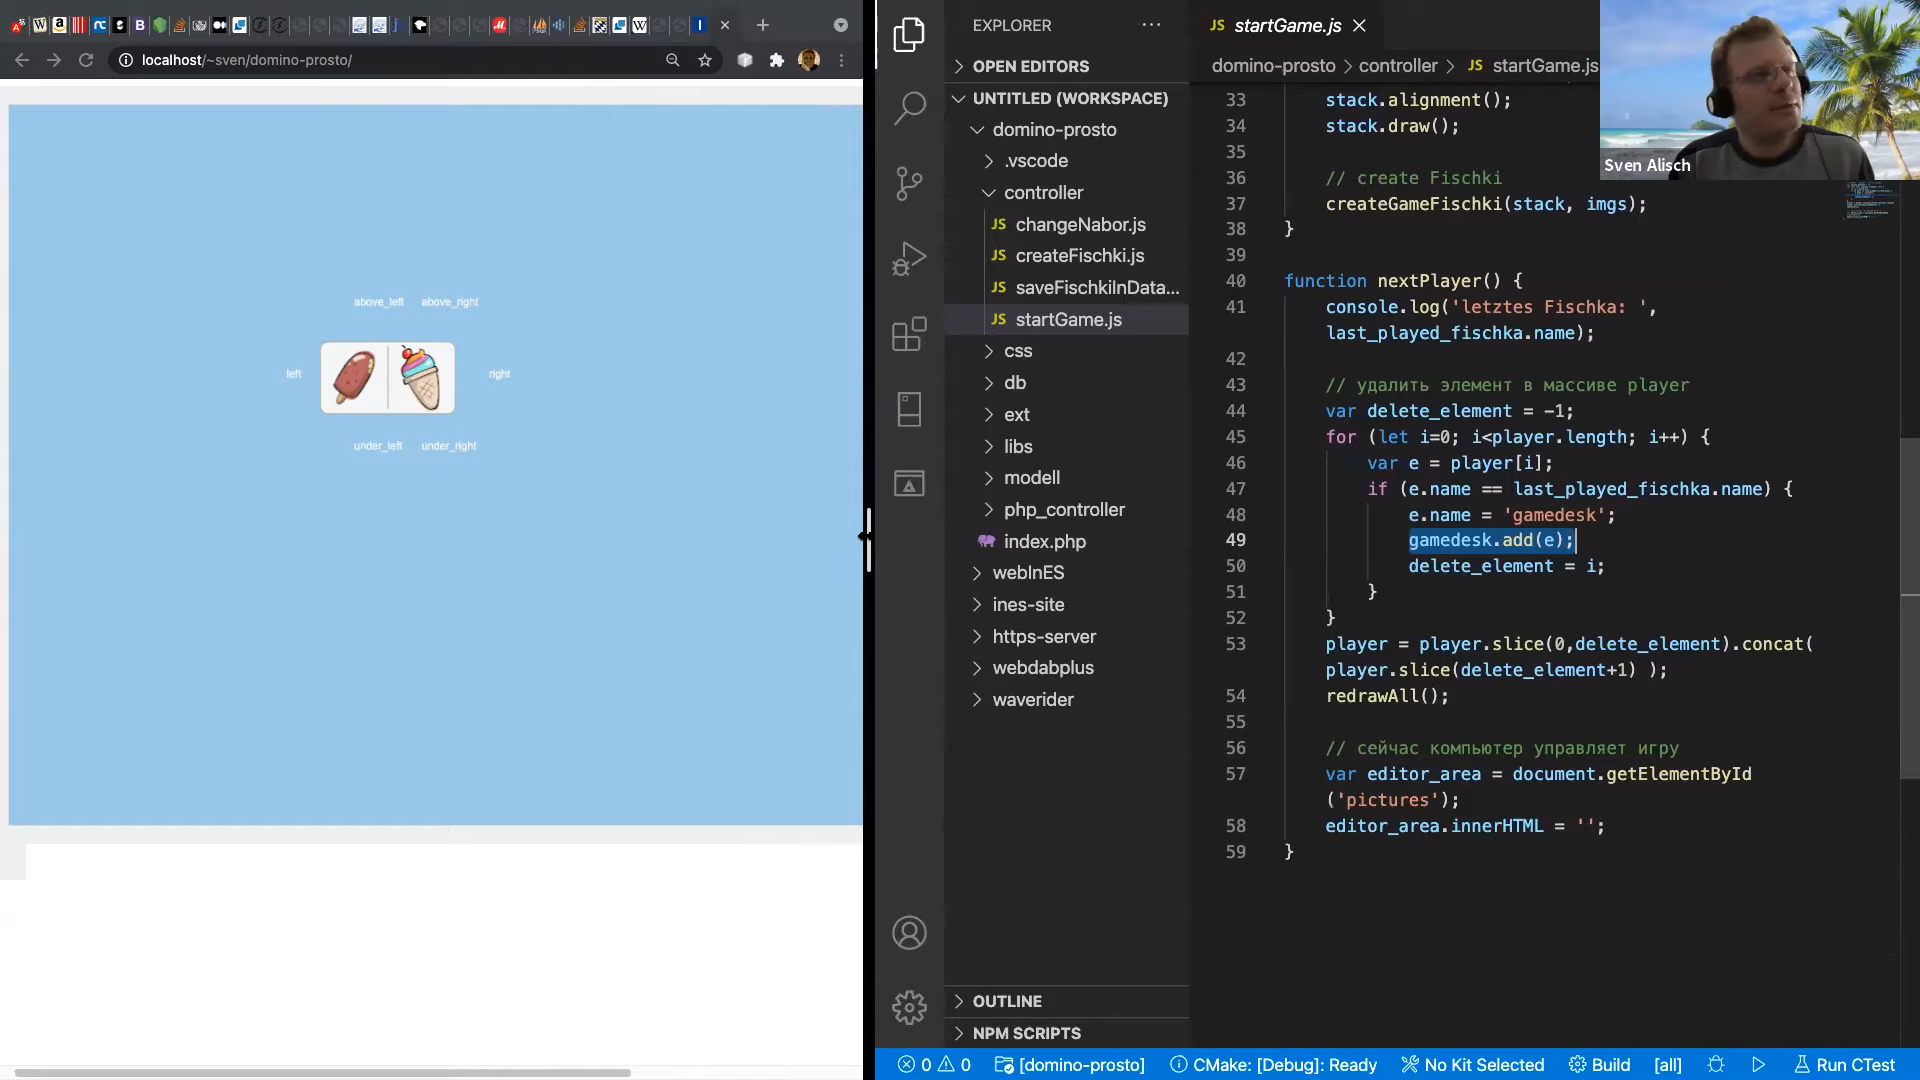 localhost/~sven/domino-prosto/
above_left above_right
left
right
under_left under_right
EXPLORER
OPEN EDITORS
UNTITLED (WORKSPACE)
domino-prosto
.vscode
controller
JS changeNabor.js
JS createFischki.js
JS saveFischkiInData...
JS startGame.js
css
db
ext
libs
modell
php_controller
index.php
webInES
ines-site
https-server
webdabplus
waverider
OUTLINE
NPM SCRIPTS
JS startGame.js
domino-prosto > controller > JS startGame.js
33 stack.alignment();
34 stack.draw();
35
36 // create Fischki
37 createGameFischki(stack, imgs);
38 }
39
40 function nextPlayer() {
41 console.log('letztes Fischka: ',
last_played_fischka.name);
42
43 // удалить элемент в массиве player
44 var delete_element = -1;
45 for (let i=0; i<player.length; i++) {
46 var e = player[i];
47 if (e.name == last_played_fischka.name) {
48 e.name = 'gamedesk';
49 gamedesk.add(e);
50 delete_element = i;
51 }
52 }
53 player = player.slice(0,delete_element).concat(
player.slice(delete_element+1) );
54 redrawAll();
55
56 // сейчас компьютер управляет игру
57 var editor_area = document.getElementById
('pictures');
58 editor_area.innerHTML = '';
59 }
Sven Alisch
0 0 [domino-prosto] CMake: [Debug]: Ready No Kit Selected Build [all] Run CTest